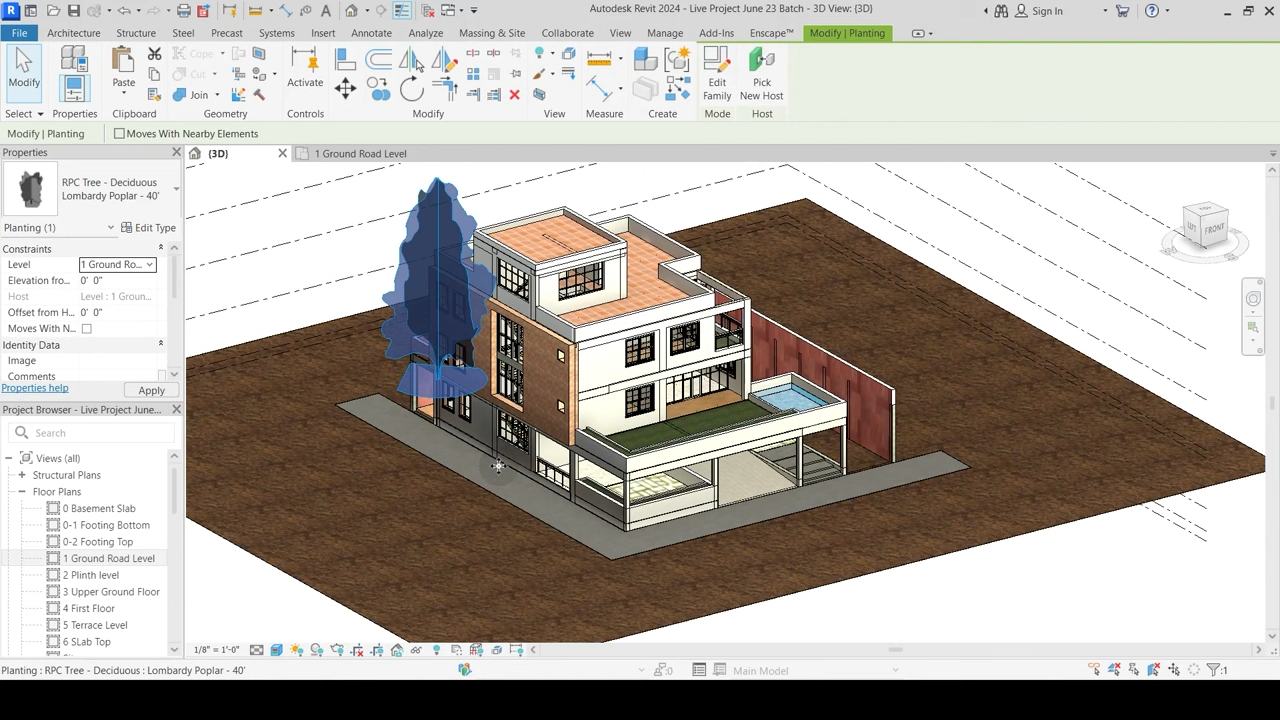 Autodesk Revit 2024 - Live Project June 23 Batch - 3D View: {3D}
Sign In
File Architecture Structure Steel Precast Systems Insert Annotate Analyze Massing & Site Collaborate View Manage Add-Ins Enscape™ Modify | Planting
Modify
Paste
Cope
Cut
Join
Activate
Edit Family
Pick New Host
Select Properties Clipboard Geometry Controls Modify View Measure Create Mode Host
Modify | Planting Moves With Nearby Elements
Properties
{3D}
1 Ground Road Level
RPC Tree - Deciduous
Lombardy Poplar - 40'
Planting (1) Edit Type
Constraints
Level 1 Ground Ro...
Elevation fro... 0' 0"
Host Level : 1 Groun...
Offset from H... 0' 0"
Moves With N...
Identity Data
Image
Comments
Properties help Apply
Project Browser - Live Project June...
Search
Views (all)
Structural Plans
Floor Plans
0 Basement Slab
0-1 Footing Bottom
0-2 Footing Top
1 Ground Road Level
2 Plinth level
3 Upper Ground Floor
4 First Floor
5 Terrace Level
6 SLab Top
FRONT
1/8" = 1'-0"
Planting : RPC Tree - Deciduous : Lombardy Poplar - 40'
:0
Main Model
:1